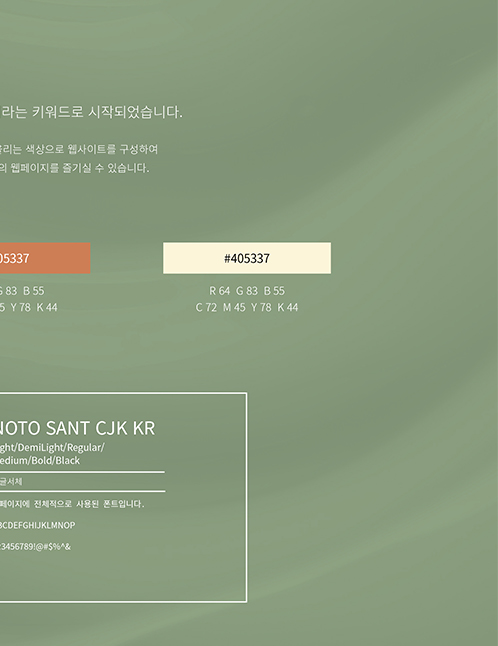 라는 키워드로 시작되었습니다.
리는 색상으로 웹사이트를 구성하여
의 웹페이지를 즐기실 수 있습니다.
05337
#405337
G 83 B 55
R 64 G 83 B 55
5 Y 78 K 44
C 72 M 45 Y 78 K 44
NOTO SANT CJK KR
ght/DemiLight/Regular/
edium/Bold/Black
글서체
페이지에 전체적으로 사용된 폰트입니다.
BCDEFGHIJKLMNOP
23456789!@#$%^&